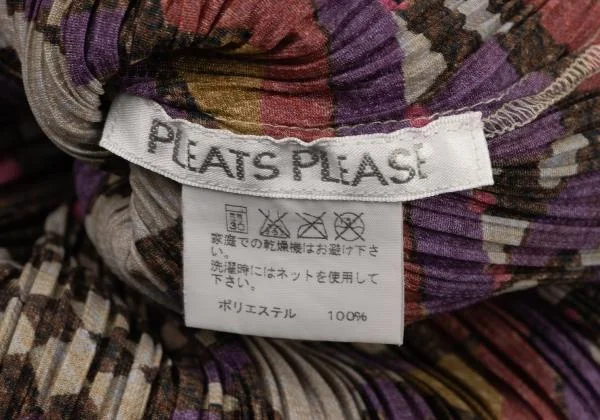 PLEATS PLEASE
家庭での乾燥機はお避け下さ
い。
洗濯時にはネットを使用して
下さい。
ポリエステル 100%